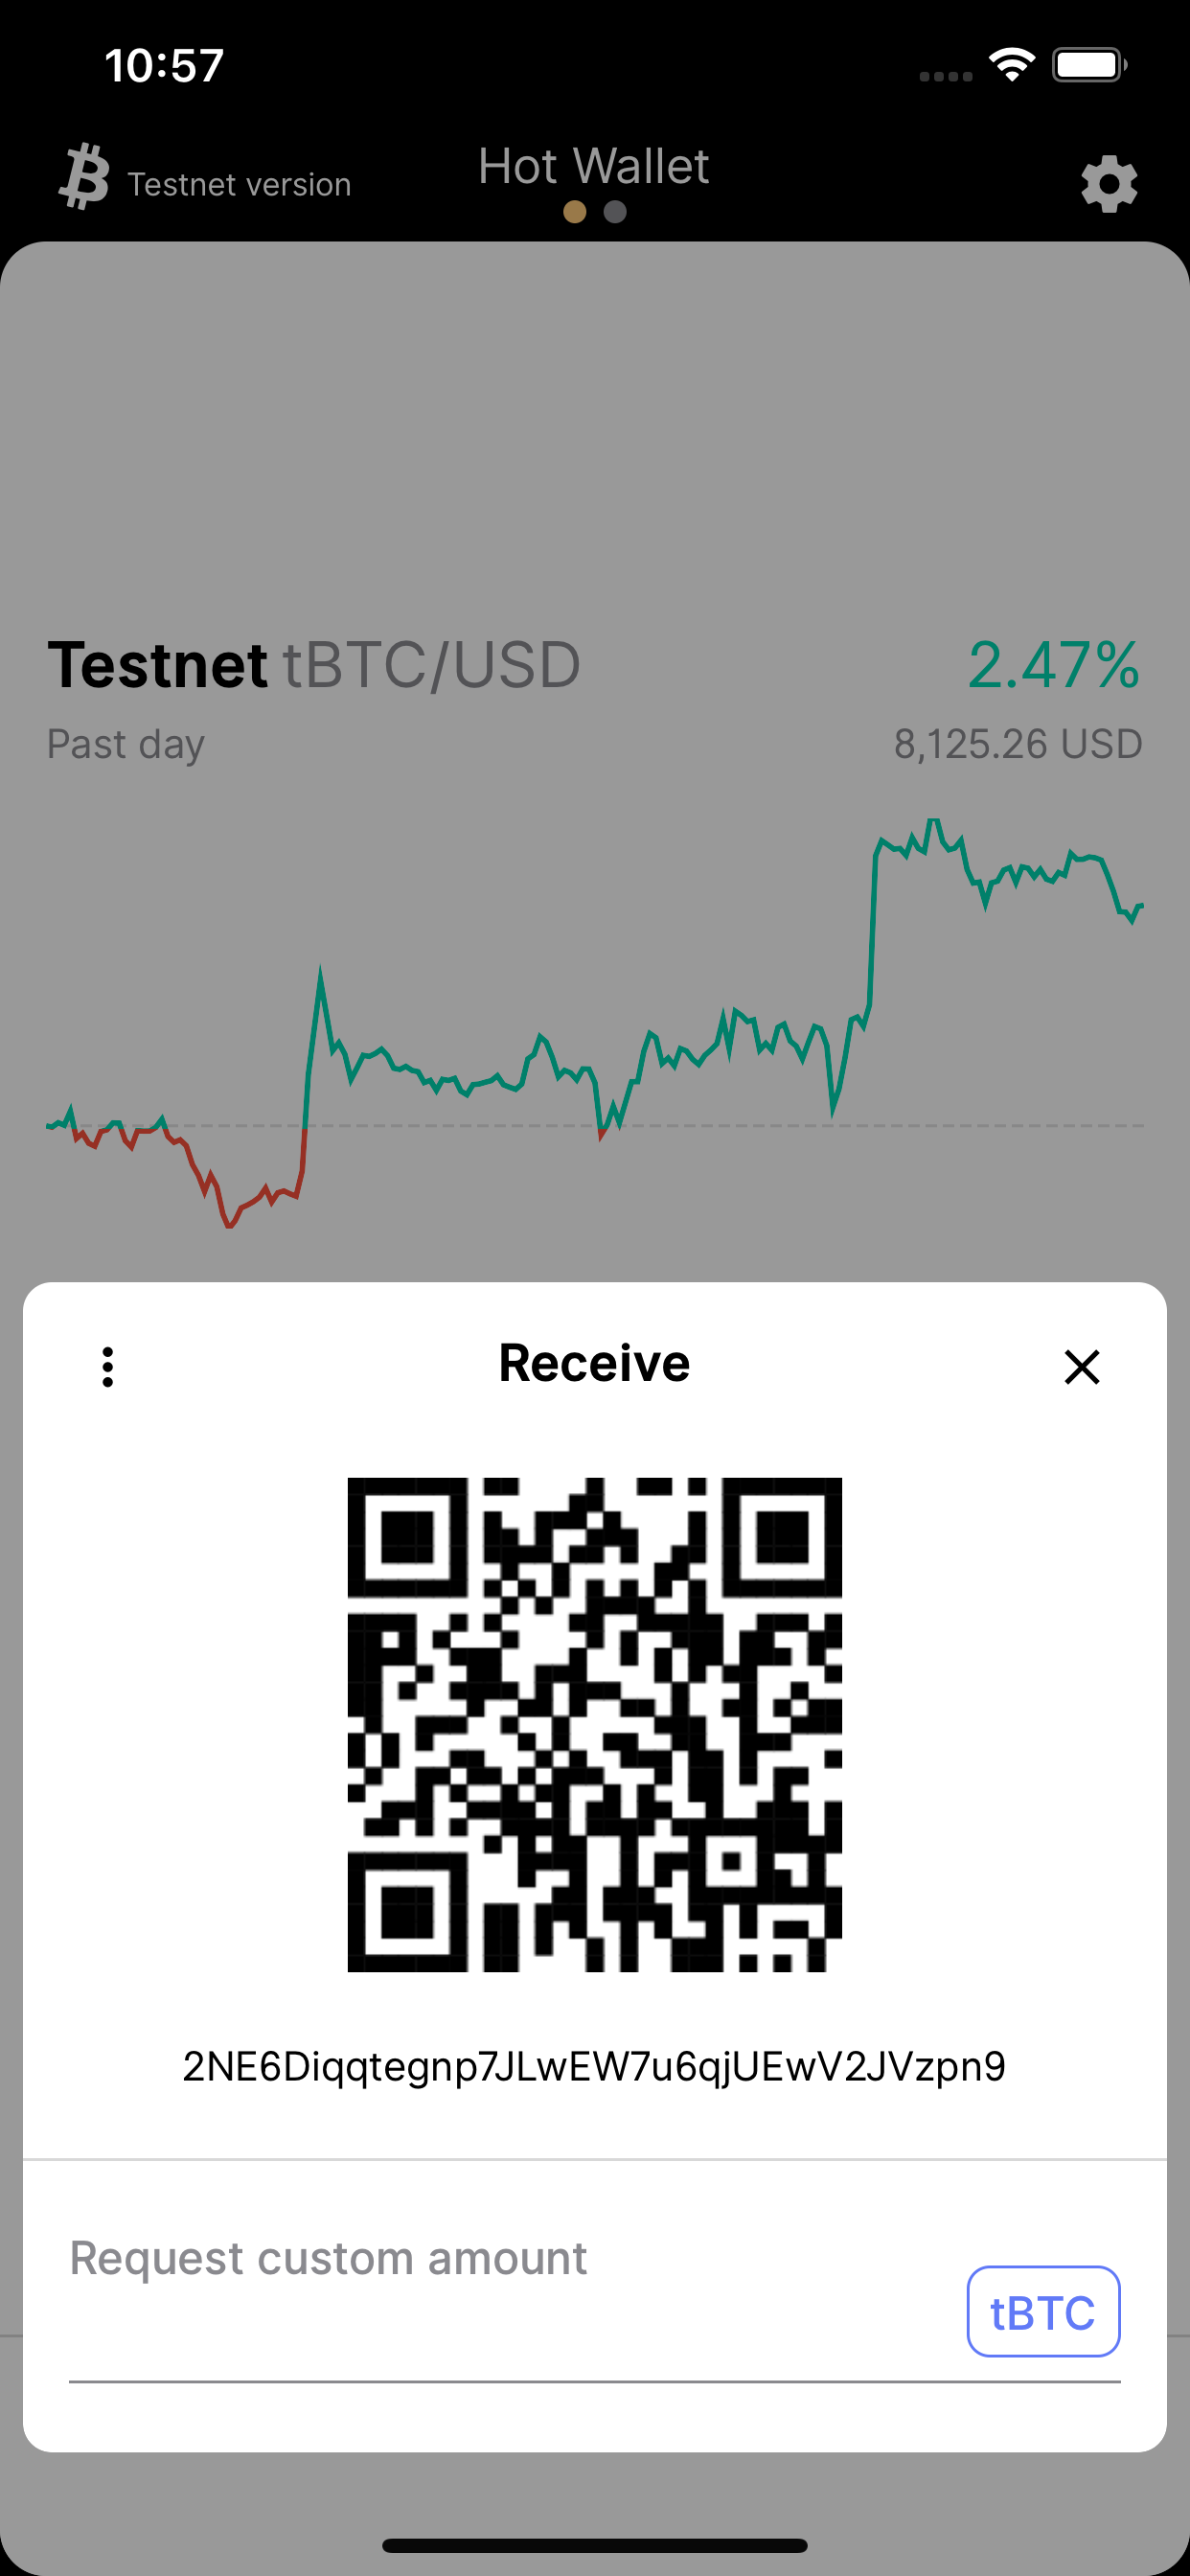 10:57
Testnet version
Hot Wallet
Testnet tBTC/USD
2.47%
Past day
8,125.26 USD
Receive
2NE6Diqqtegnp7JLwEW7u6qjUEwV2JVzpn9
Request custom amount
tBTC